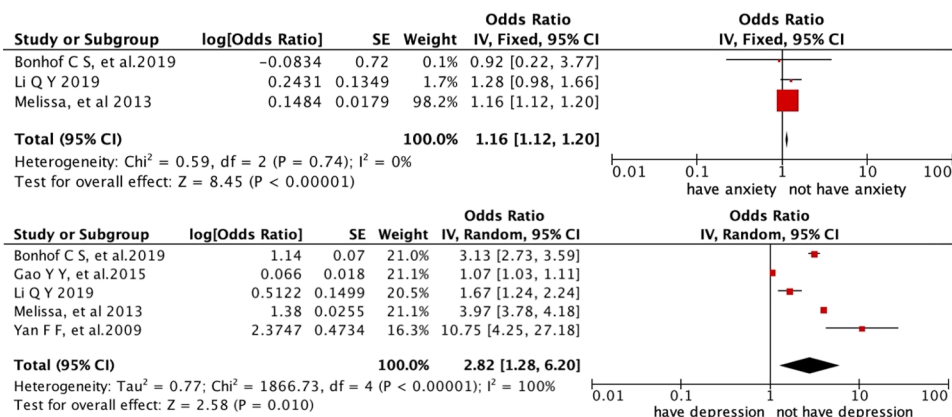 Odds Ratio Odds Ratio
Study or Subgroup log[Odds Ratio] SE Weight IV, Fixed, 95% CI IV, Fixed, 95% CI
Bonhof C S, et al.2019 −0.0834 0.72 0.1% 0.92 [0.22, 3.77]
Li Q Y 2019 0.2431 0.1349 1.7% 1.28 [0.98, 1.66]
Melissa, et al 2013 0.1484 0.0179 98.2% 1.16 [1.12, 1.20]
Total (95% CI) 100.0% 1.16 [1.12, 1.20]
Heterogeneity: Chi² = 0.59, df = 2 (P = 0.74); I² = 0%
Test for overall effect: Z = 8.45 (P < 0.00001)
0.01 0.1 1 10 100
have anxiety not have anxiety
Odds Ratio Odds Ratio
Study or Subgroup log[Odds Ratio] SE Weight IV, Random, 95% CI IV, Random, 95% CI
Bonhof C S, et al.2019 1.14 0.07 21.0% 3.13 [2.73, 3.59]
Gao Y Y, et al.2015 0.066 0.018 21.1% 1.07 [1.03, 1.11]
Li Q Y 2019 0.5122 0.1499 20.5% 1.67 [1.24, 2.24]
Melissa, et al 2013 1.38 0.0255 21.1% 3.97 [3.78, 4.18]
Yan F F, et al.2009 2.3747 0.4734 16.3% 10.75 [4.25, 27.18]
Total (95% CI) 100.0% 2.82 [1.28, 6.20]
Heterogeneity: Tau² = 0.77; Chi² = 1866.73, df = 4 (P < 0.00001); I² = 100%
Test for overall effect: Z = 2.58 (P = 0.010)
0.01 0.1 1 10 100
have depression not have depression